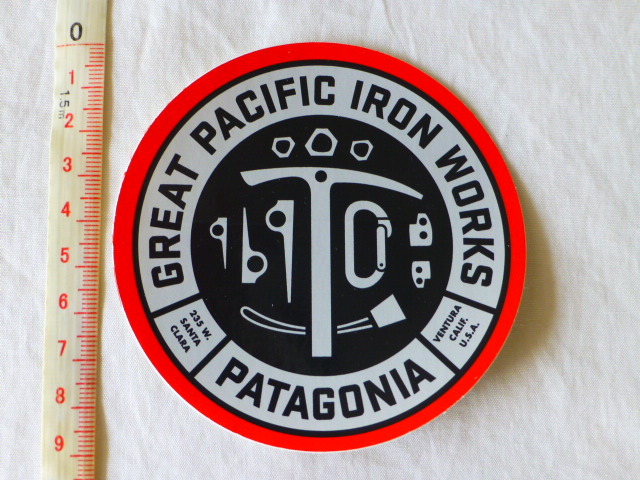 0
1
1.5m
2
3
4
5
6
7
8
9
GREAT PACIFIC IRON WORKS
235 W.
SANTA
CLARA
VENTURA
CALIF.
U.S.A.
PATAGONIA